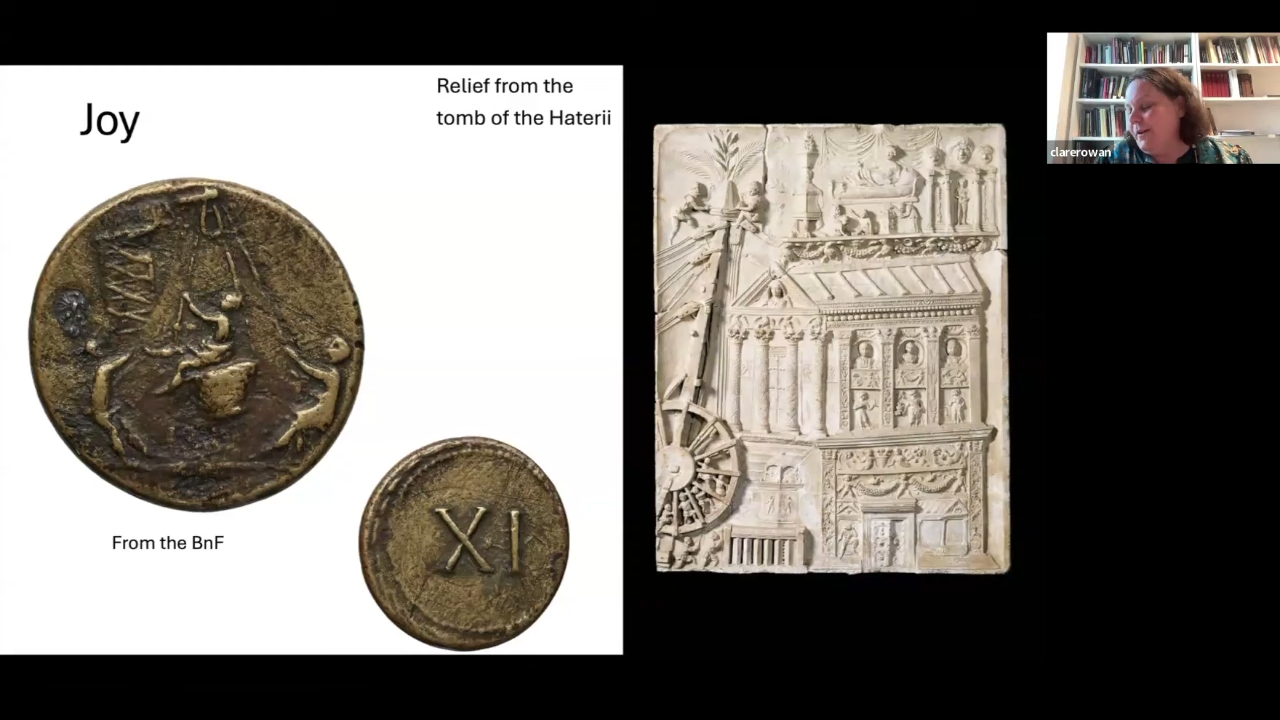 Joy
Relief from the
tomb of the Haterii
From the BnF
XI
clarerowan